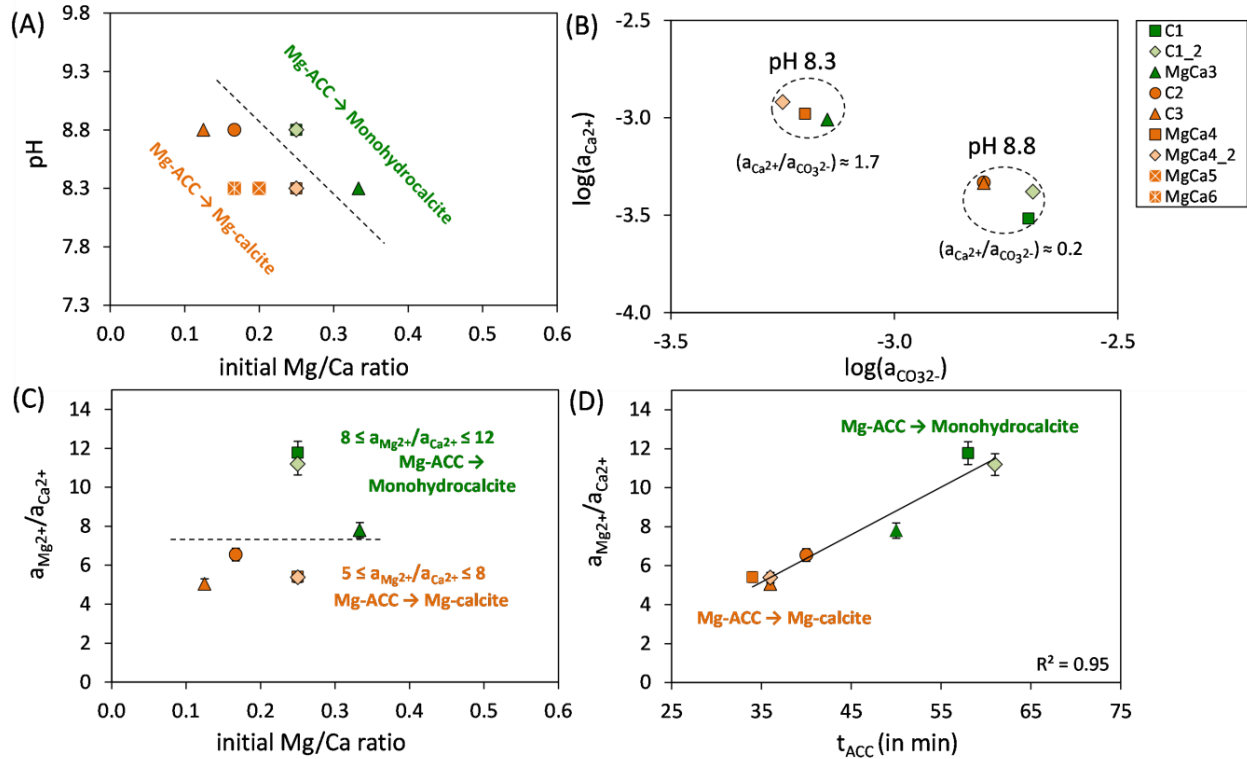 (A)
9.8
9.3
8.8
8.3
7.8
7.3
pH
Mg-ACC → Monohydrocalcite
Mg-ACC → Mg-calcite
0.0 0.1 0.2 0.3 0.4 0.5 0.6
initial Mg/Ca ratio
(B)
-2.5
-3.0
-3.5
-4.0
log(aCa2+)
pH 8.3
(aCa2+/aCO32-) ≈ 1.7
pH 8.8
(aCa2+/aCO32-) ≈ 0.2
-3.5 -3.0 -2.5
log(aCO32-)
C1
C1_2
MgCa3
C2
C3
MgCa4
MgCa4_2
MgCa5
MgCa6
(C)
14
12
10
8
6
4
2
0
aMg2+/aCa2+
8 ≤ aMg2+/aCa2+ ≤ 12
Mg-ACC →
Monohydrocalcite
5 ≤ aMg2+/aCa2+ ≤ 8
Mg-ACC → Mg-calcite
0.0 0.1 0.2 0.3 0.4 0.5 0.6
initial Mg/Ca ratio
(D)
14
12
10
8
6
4
2
0
aMg2+/aCa2+
Mg-ACC → Monohydrocalcite
Mg-ACC → Mg-calcite
R² = 0.95
25 35 45 55 65 75
tACC (in min)